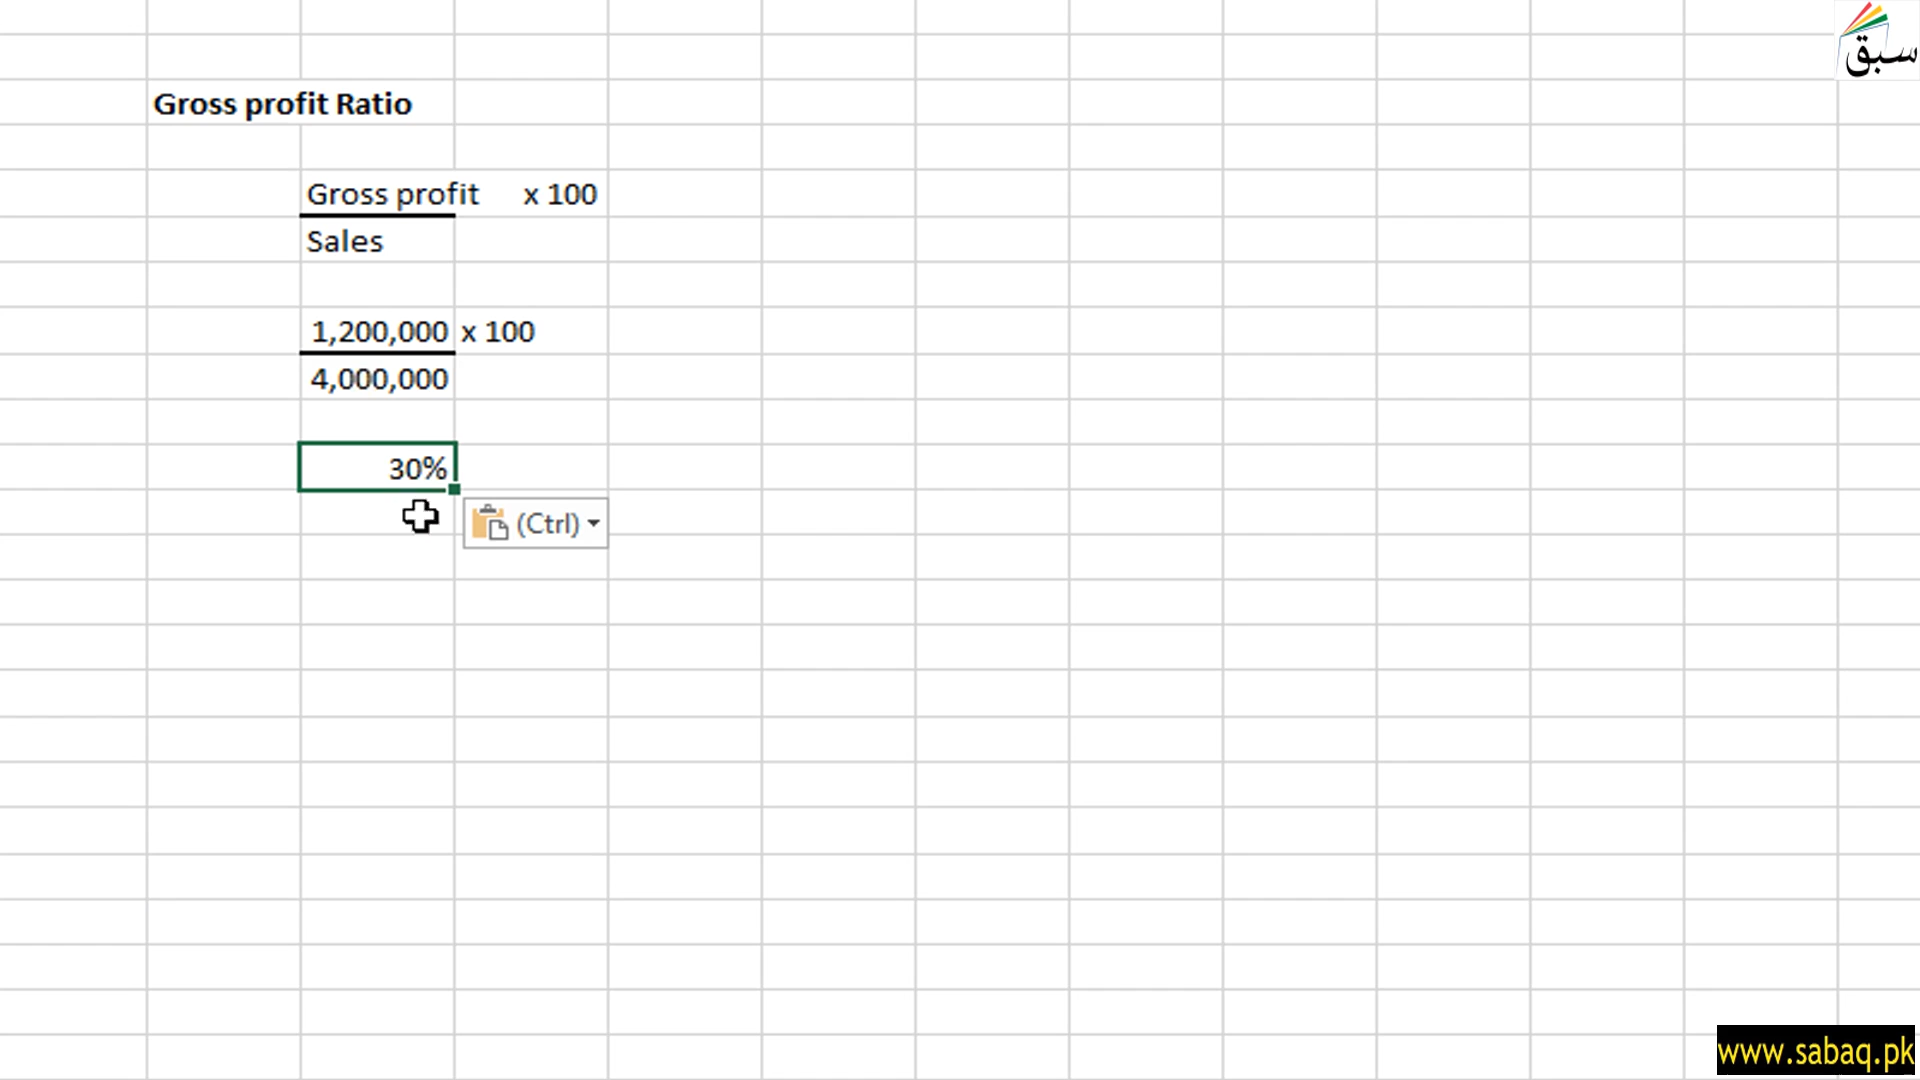 سبق
Gross profit Ratio
Gross profit x 100
Sales
1,200,000 x 100
4,000,000
30%
(Ctrl)
www.sabaq.pk